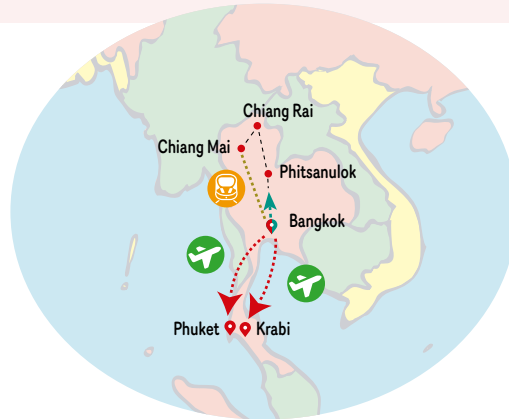 Chiang Rai
Chiang Mai
Phitsanulok
Bangkok
Phuket
Krabi